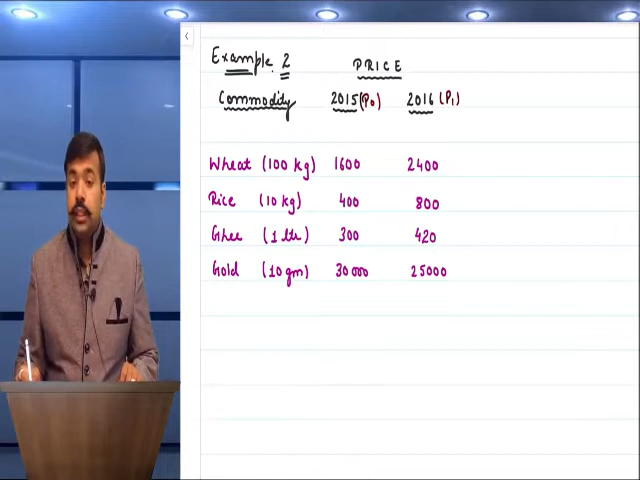 Example 2 PRICE
Commodity 2015 (P0) 2016 (P1)
Wheat (100 kg) 1600 2400
Rice (10 kg) 400 800
Ghee (1 ltr) 300 420
Gold (10 gm) 30000 25000